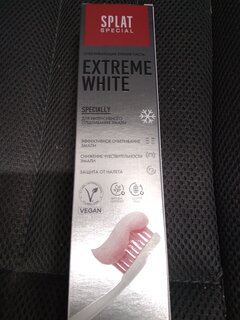 SPLAT
SPECIAL
EXTREME
WHITE
SPECIALLY
ДЛЯ ИНТЕНСИВНОГО
ОТБЕЛИВАНИЯ ЭМАЛИ
ЭФФЕКТИВНОЕ ОТБЕЛИВАНИЕ
ЭМАЛИ
СНИЖЕНИЕ ЧУВСТВИТЕЛЬНОСТИ
ЭМАЛИ
ЗАЩИТА ОТ НАЛЕТА
VEGAN